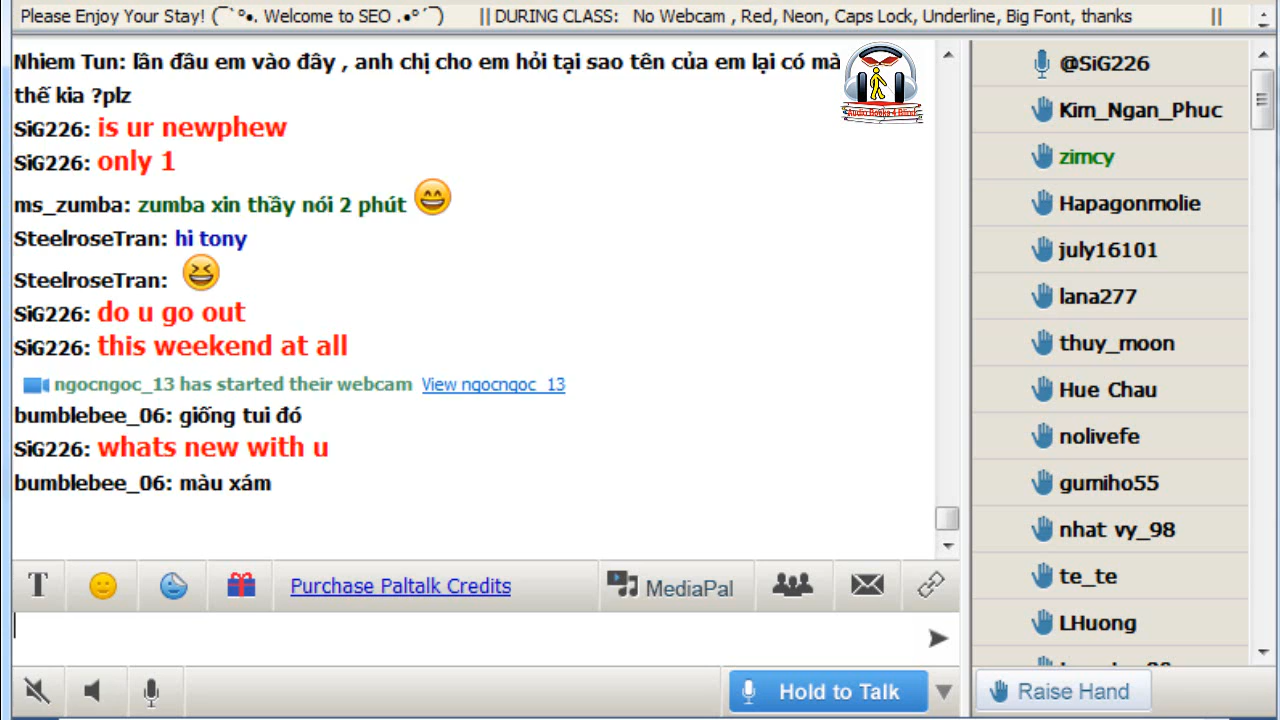 Please Enjoy Your Stay! (¯`°•. Welcome to SEO .•°´¯) || DURING CLASS: No Webcam , Red, Neon, Caps Lock, Underline, Big Font, thanks ||
Nhiem Tun: lần đầu em vào đây , anh chị cho em hỏi tại sao tên của em lại có mà
thế kia ?plz
SiG226: is ur newphew
SiG226: only 1
ms_zumba: zumba xin thầy nói 2 phút
SteelroseTran: hi tony
SteelroseTran:
SiG226: do u go out
SiG226: this weekend at all
ngocngoc_13 has started their webcam View ngocngoc_13
bumblebee_06: giống tui đó
SiG226: whats new with u
bumblebee_06: màu xám
Audio Books 4 Blind
T Purchase Paltalk Credits MediaPal
Hold to Talk
@SiG226
Kim_Ngan_Phuc
zimcy
Hapagonmolie
july16101
lana277
thuy_moon
Hue Chau
nolivefe
gumiho55
nhat vy_98
te_te
LHuong
Raise Hand